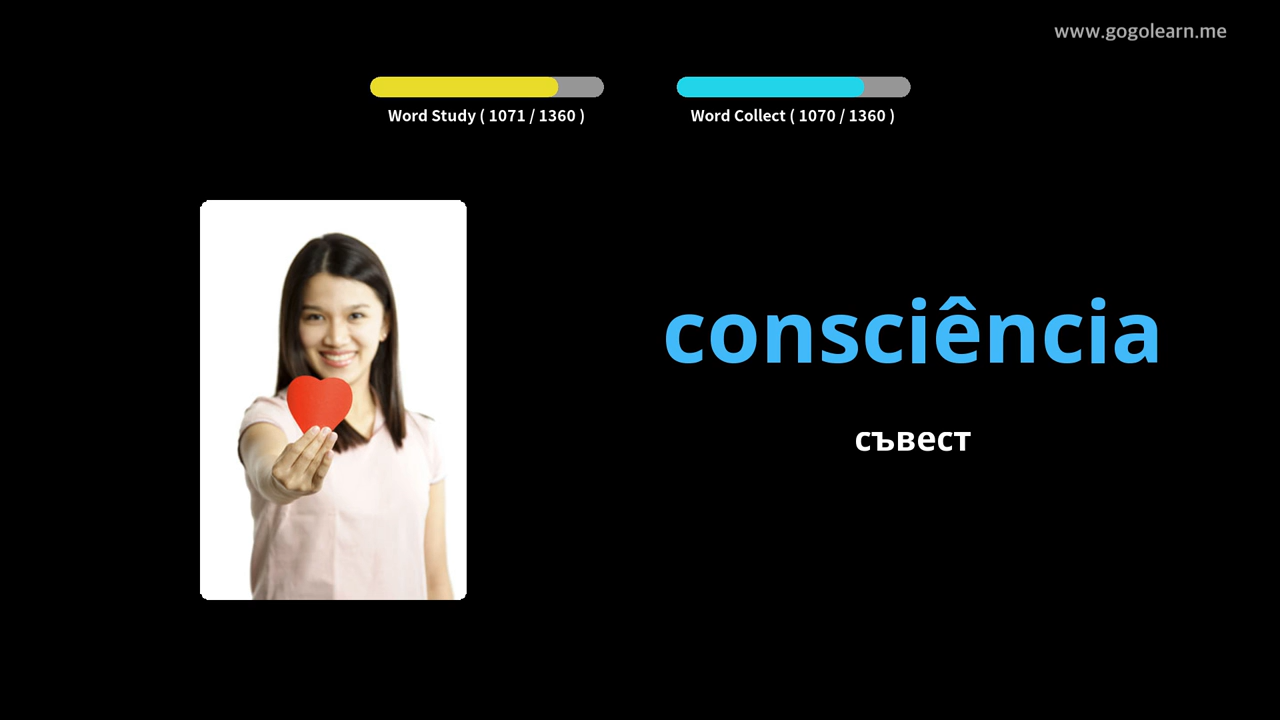 www.gogolearn.me
Word Study ( 1071 / 1360 )
Word Collect ( 1070 / 1360 )
consciência
съвест